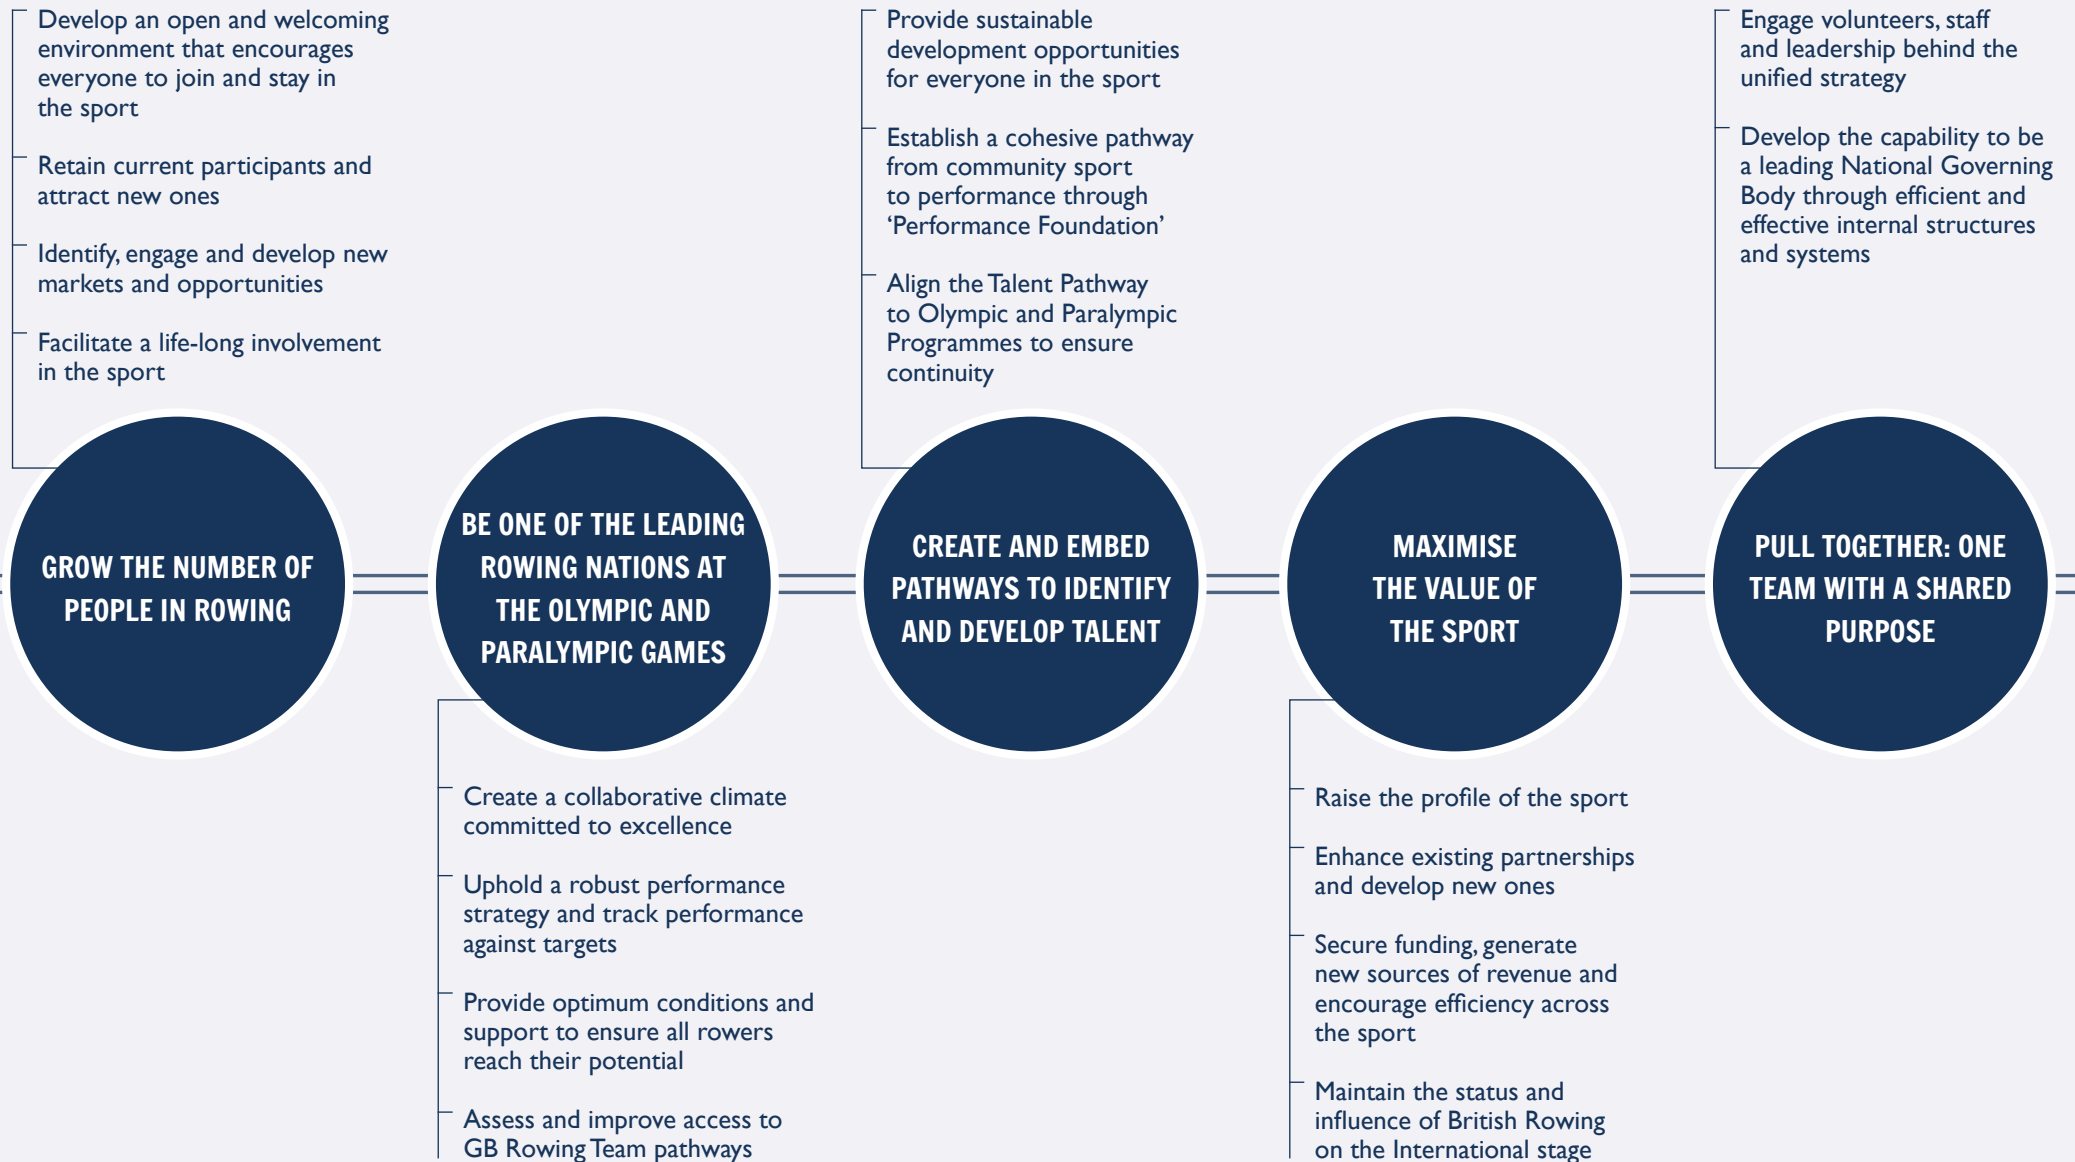 Develop an open and welcoming
environment that encourages
everyone to join and stay in
the sport
Retain current participants and
attract new ones
Identify, engage and develop new
markets and opportunities
Facilitate a life-long involvement
in the sport
GROW THE NUMBER OF
PEOPLE IN ROWING
BE ONE OF THE LEADING
ROWING NATIONS AT
THE OLYMPIC AND
PARALYMPIC GAMES
Create a collaborative climate
committed to excellence
Uphold a robust performance
strategy and track performance
against targets
Provide optimum conditions and
support to ensure all rowers
reach their potential
Assess and improve access to
GB Rowing Team pathways
Provide sustainable
development opportunities
for everyone in the sport
Establish a cohesive pathway
from community sport
to performance through
‘Performance Foundation’
Align the Talent Pathway
to Olympic and Paralympic
Programmes to ensure
continuity
CREATE AND EMBED
PATHWAYS TO IDENTIFY
AND DEVELOP TALENT
MAXIMISE
THE VALUE OF
THE SPORT
Raise the profile of the sport
Enhance existing partnerships
and develop new ones
Secure funding, generate
new sources of revenue and
encourage efficiency across
the sport
Maintain the status and
influence of British Rowing
on the International stage
Engage volunteers, staff
and leadership behind the
unified strategy
Develop the capability to be
a leading National Governing
Body through efficient and
effective internal structures
and systems
PULL TOGETHER: ONE
TEAM WITH A SHARED
PURPOSE